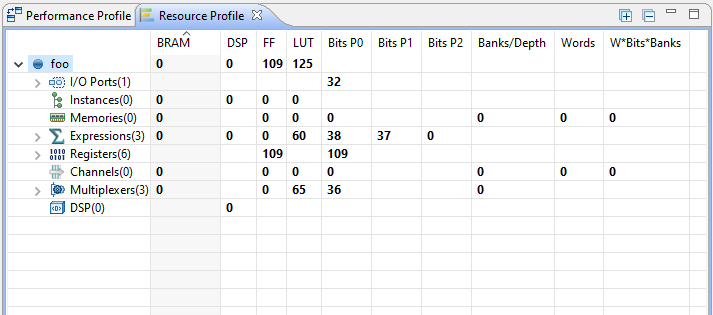 Performance Profile Resource Profile
BRAM DSP FF LUT Bits P0 Bits P1 Bits P2 Banks/Depth Words W*Bits*Banks
foo 0 0 109 125
I/O Ports(1) 32
Instances(0) 0 0 0 0
Memories(0) 0 0 0 0 0 0 0
Expressions(3) 0 0 0 60 38 37 0
Registers(6) 109 109
Channels(0) 0 0 0 0 0 0 0
Multiplexers(3) 0 0 65 36 0
DSP(0) 0